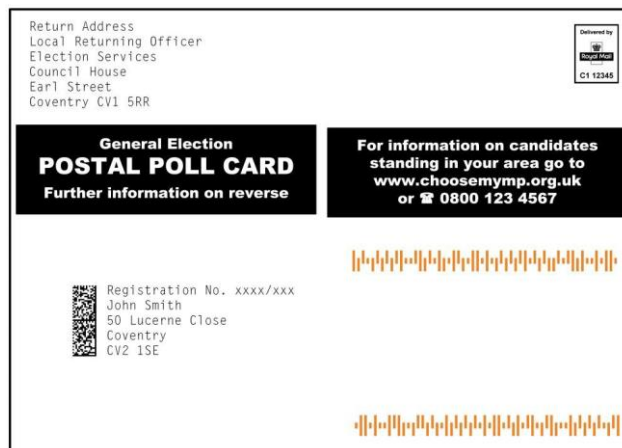 Return Address
Local Returning Officer
Election Services
Council House
Earl Street
Coventry CV1 5RR
Delivered by
Royal Mail
C1 12345
General Election
POSTAL POLL CARD
Further information on reverse
For information on candidates
standing in your area go to
www.choosemymp.org.uk
or ☎ 0800 123 4567
Registration No. xxxx/xxx
John Smith
50 Lucerne Close
Coventry
CV2 1SE